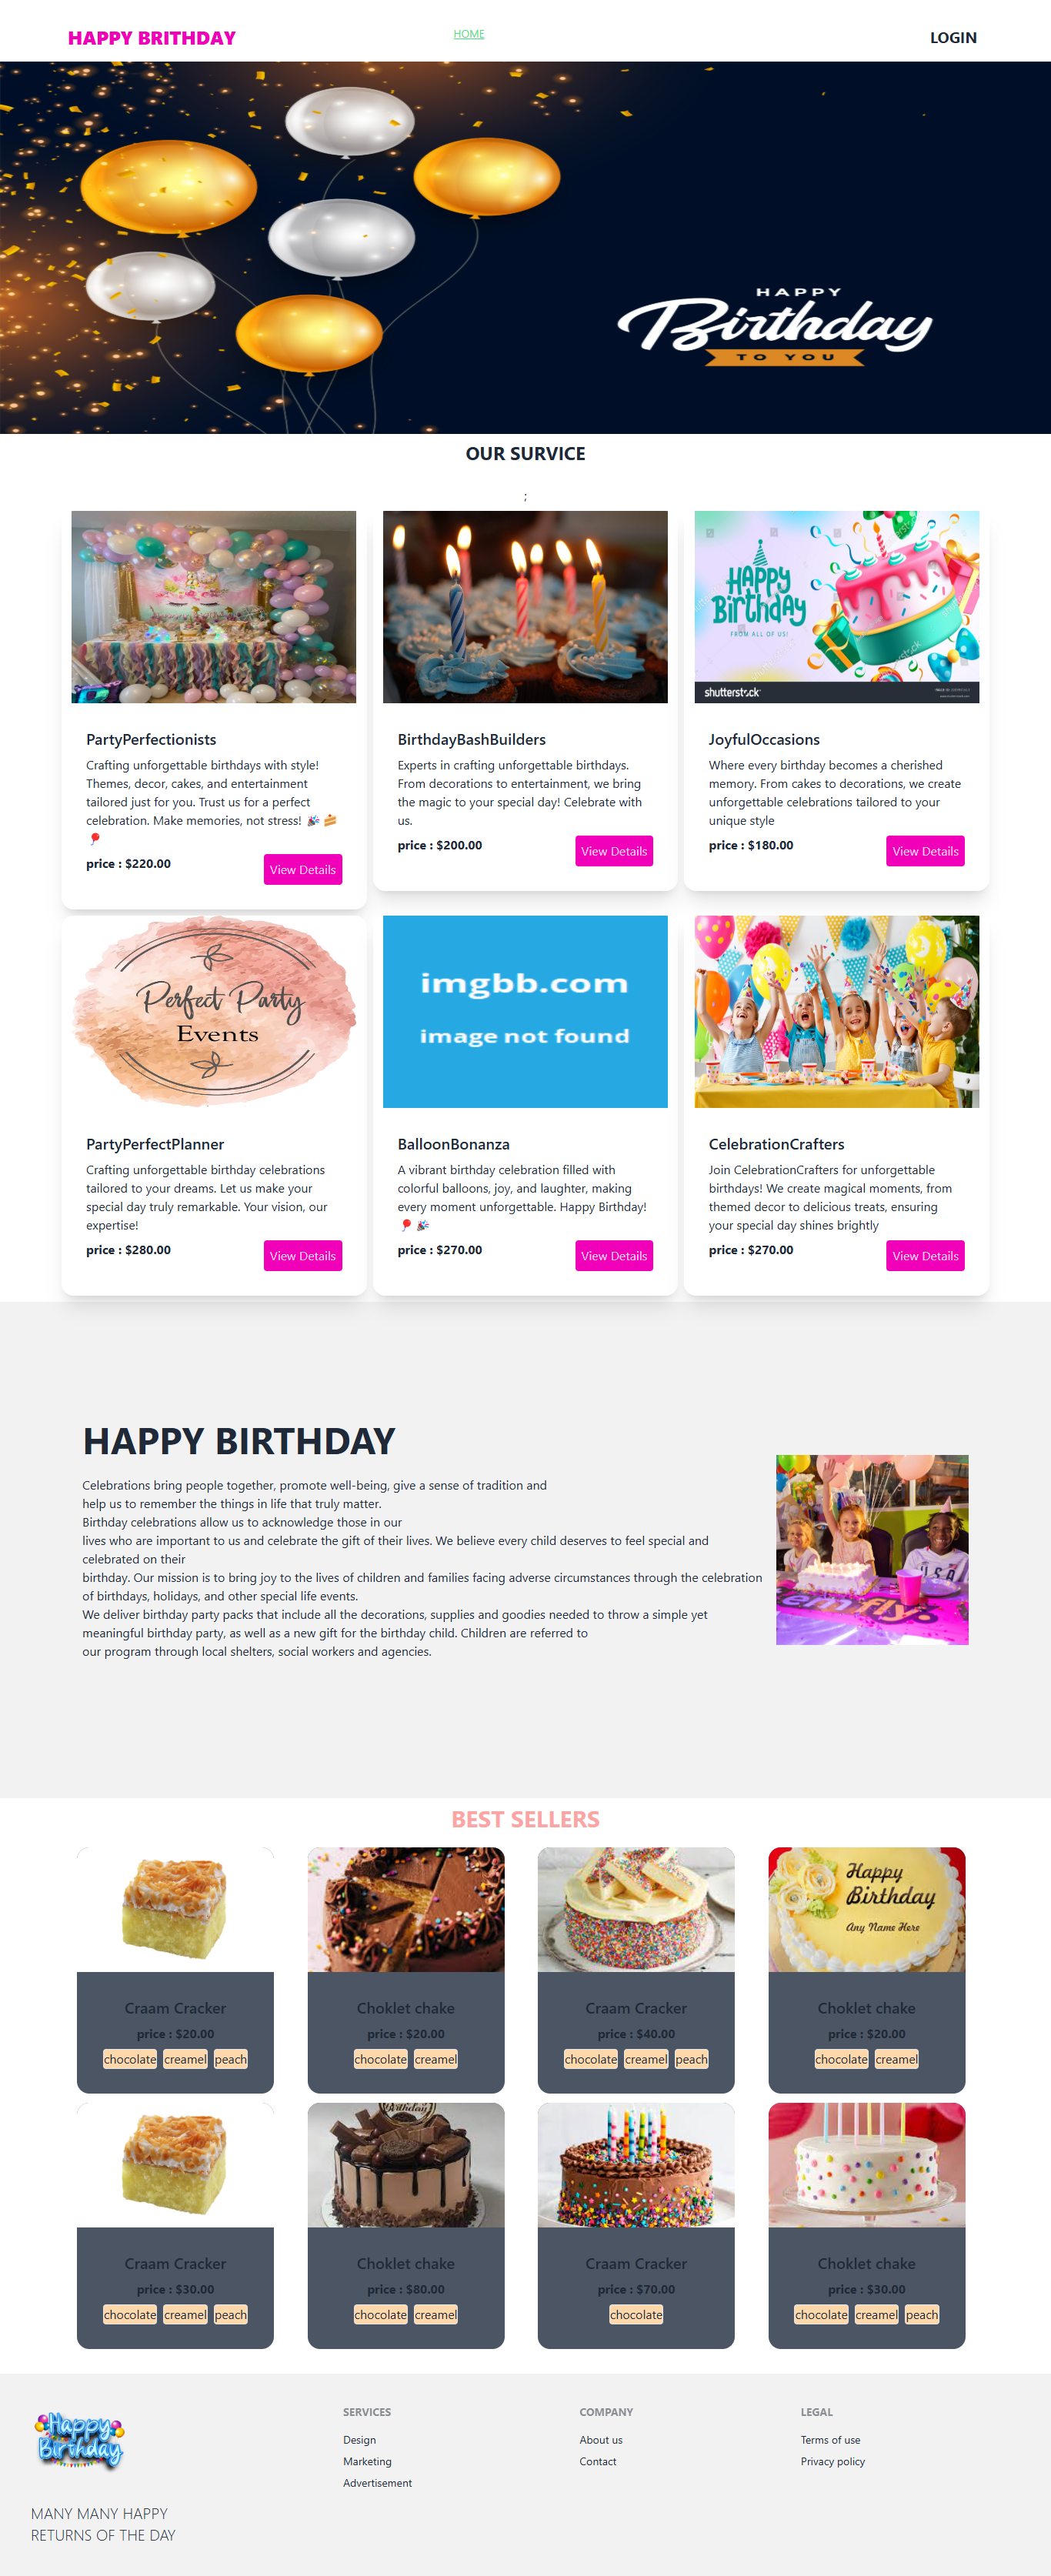 HAPPY BRITHDAY
HOME
LOGIN
HAPPY
Birthday
TO YOU
OUR SURVICE
;
HAPPY
Birthday
FROM ALL OF US!
shutterstock
PartyPerfectionists
Crafting unforgettable birthdays with style!
Themes, decor, cakes, and entertainment
tailored just for you. Trust us for a perfect
celebration. Make memories, not stress! 🎉🍰
🎈
price : $220.00
View Details
BirthdayBashBuilders
Experts in crafting unforgettable birthdays.
From decorations to entertainment, we bring
the magic to your special day! Celebrate with
us.
price : $200.00
View Details
JoyfulOccasions
Where every birthday becomes a cherished
memory. From cakes to decorations, we create
unforgettable celebrations tailored to your
unique style
price : $180.00
View Details
Perfect Party
Events
imgbb.com
image not found
PartyPerfectPlanner
Crafting unforgettable birthday celebrations
tailored to your dreams. Let us make your
special day truly remarkable. Your vision, our
expertise!
price : $280.00
View Details
BalloonBonanza
A vibrant birthday celebration filled with
colorful balloons, joy, and laughter, making
every moment unforgettable. Happy Birthday!
🎈🎉
price : $270.00
View Details
CelebrationCrafters
Join CelebrationCrafters for unforgettable
birthdays! We create magical moments, from
themed decor to delicious treats, ensuring
your special day shines brightly
price : $270.00
View Details
HAPPY BIRTHDAY
Celebrations bring people together, promote well-being, give a sense of tradition and
help us to remember the things in life that truly matter.
Birthday celebrations allow us to acknowledge those in our
lives who are important to us and celebrate the gift of their lives. We believe every child deserves to feel special and
celebrated on their
birthday. Our mission is to bring joy to the lives of children and families facing adverse circumstances through the celebration
of birthdays, holidays, and other special life events.
We deliver birthday party packs that include all the decorations, supplies and goodies needed to throw a simple yet
meaningful birthday party, as well as a new gift for the birthday child. Children are referred to
our program through local shelters, social workers and agencies.
USA
BEST SELLERS
Happy
Birthday
Any Name Here
Craam Cracker
price : $20.00
chocolate creamel peach
Choklet chake
price : $20.00
chocolate creamel
Craam Cracker
price : $40.00
chocolate creamel peach
Choklet chake
price : $20.00
chocolate creamel
Birthday
Craam Cracker
price : $30.00
chocolate creamel peach
Choklet chake
price : $80.00
chocolate creamel
Craam Cracker
price : $70.00
chocolate
Choklet chake
price : $30.00
chocolate creamel peach
Happy
Birthday
MANY MANY HAPPY
RETURNS OF THE DAY
SERVICES
Design
Marketing
Advertisement
COMPANY
About us
Contact
LEGAL
Terms of use
Privacy policy